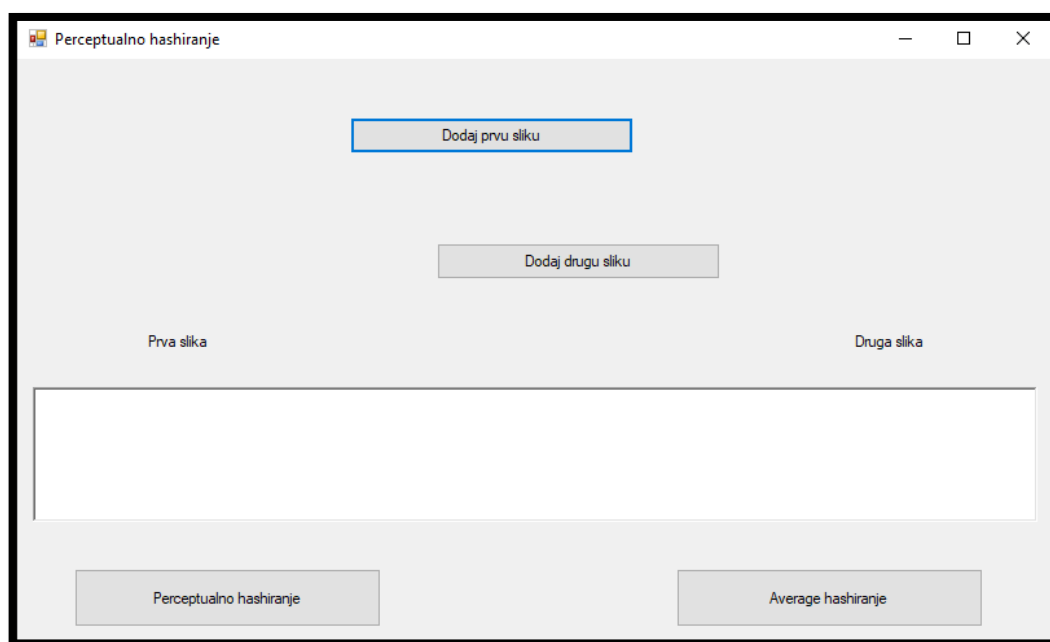 Perceptualno hashiranje
Dodaj prvu sliku
Dodaj drugu sliku
Prva slika
Druga slika
Perceptualno hashiranje
Average hashiranje